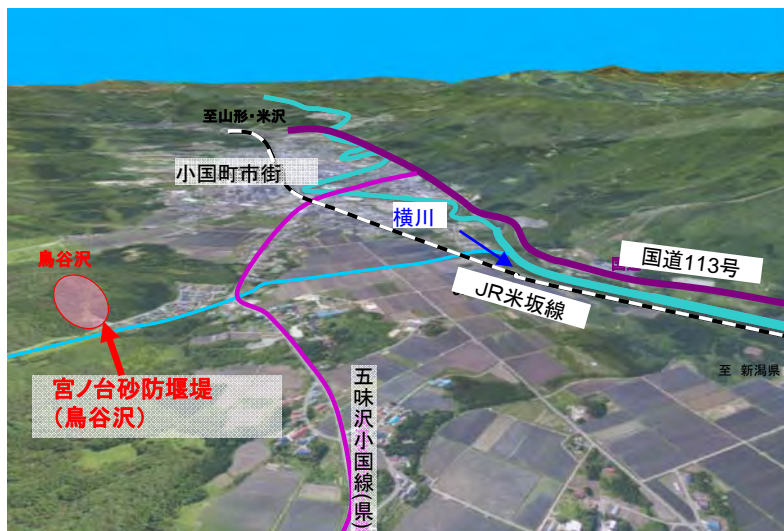 至山形・米沢
小国町市街
横川
国道113号
鳥谷沢
JR米坂線
至 新潟県
宮ノ台砂防堰堤
(鳥谷沢)
五味沢小国線(県)